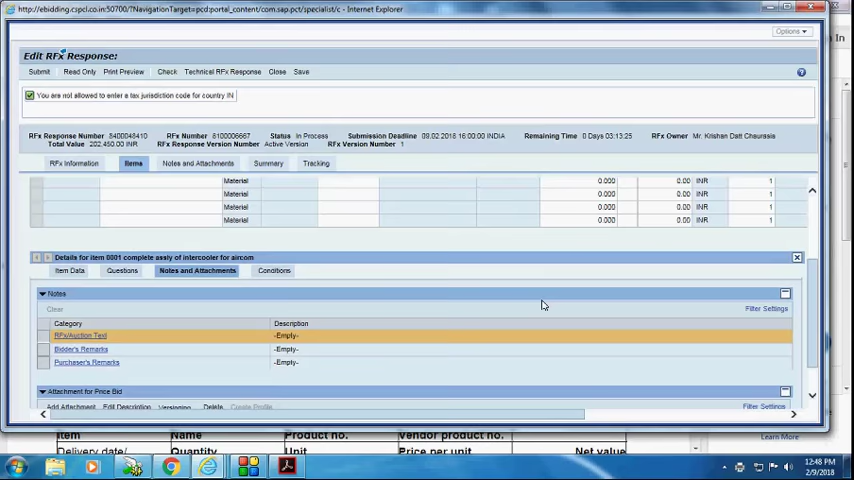 http://ebidding.cspcl.co.in:50700/?NavigationTarget=pcd:portal_content/com.sap.pct/specialist/c - Internet Explorer
Options
Edit RFx Response:
Submit Read Only Print Preview Check Technical RFx Response Close Save
You are not allowed to enter a tax jurisdiction code for country IN
RFx Response Number 8400048410 RFx Number 8100006667 Status In Process Submission Deadline 09.02.2018 16:00:00 INDIA Remaining Time 0 Days 03:13:25 RFx Owner Mr. Krishan Datt Chaurassia
Total Value 202,450.00 INR RFx Response Version Number Active Version RFx Version Number 1
RFx Information Items Notes and Attachments Summary Tracking
Material 0.000 0.00 INR 1
Material 0.000 0.00 INR 1
Material 0.000 0.00 INR 1
Material 0.000 0.00 INR 1
Details for item 0001 complete assly of intercooler for aircom
Item Data Questions Notes and Attachments Conditions
Notes
Clear Filter Settings
Category Description
RFx/Auction Text -Empty-
Bidder's Remarks -Empty-
Purchaser's Remarks -Empty-
Attachment for Price Bid
Add Attachment Edit Description Versioning Delete Create Profile Filter Settings
Item Name Product no. Vendor product no.
Delivery date/ Quantity Unit Price per unit Net value
Learn More
12:48 PM
2/9/2018